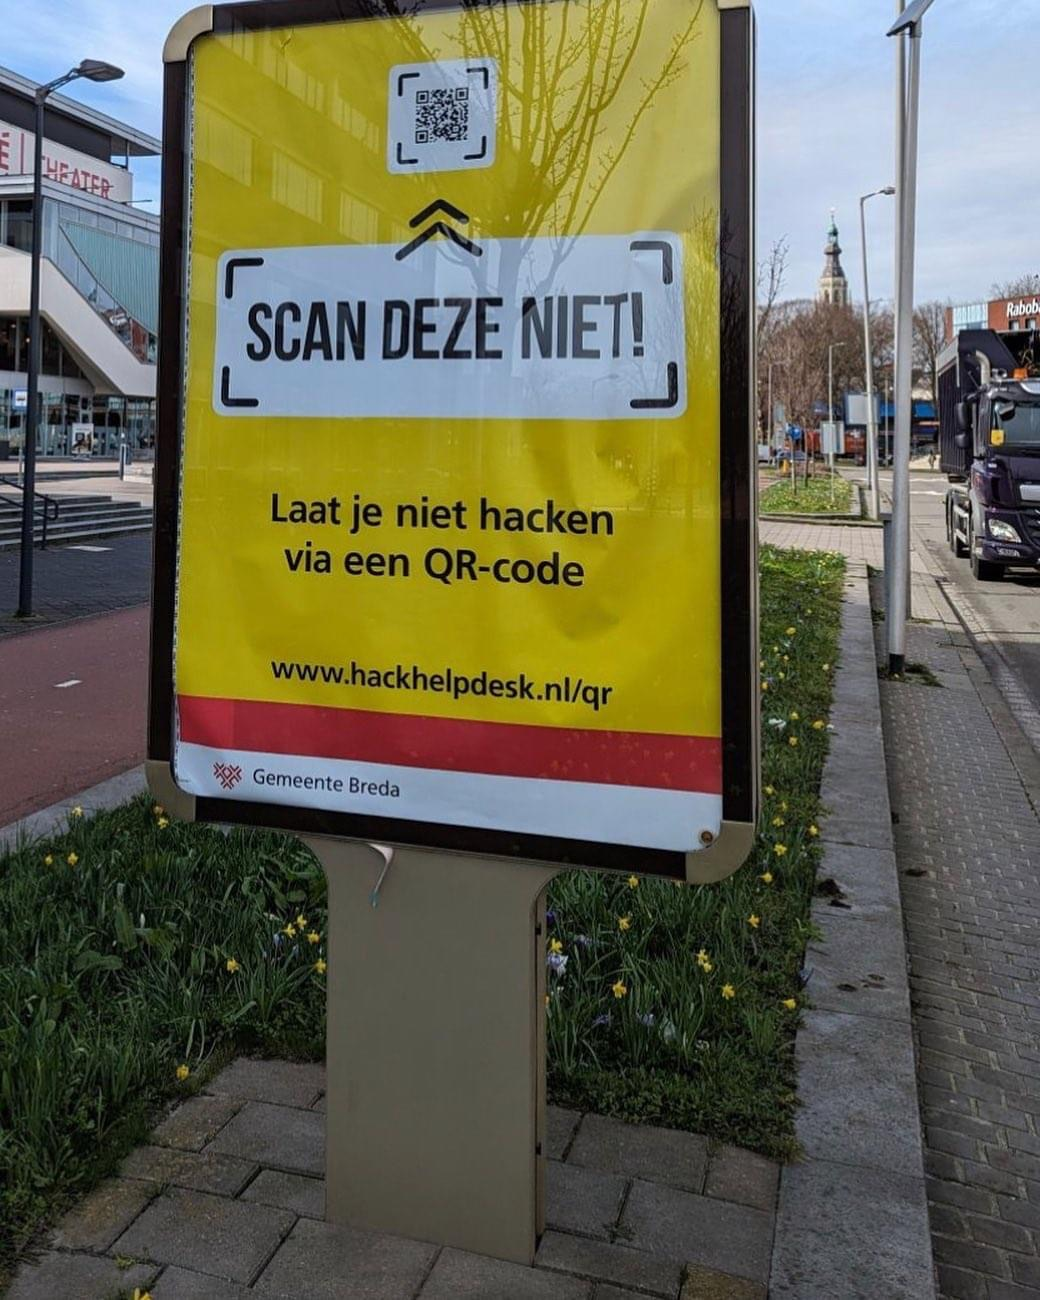 THEATER
SCAN DEZE NIET!
Rabob
Laat je niet hacken
via een QR-code
www.hackhelpdesk.nl/qr
Gemeente Breda